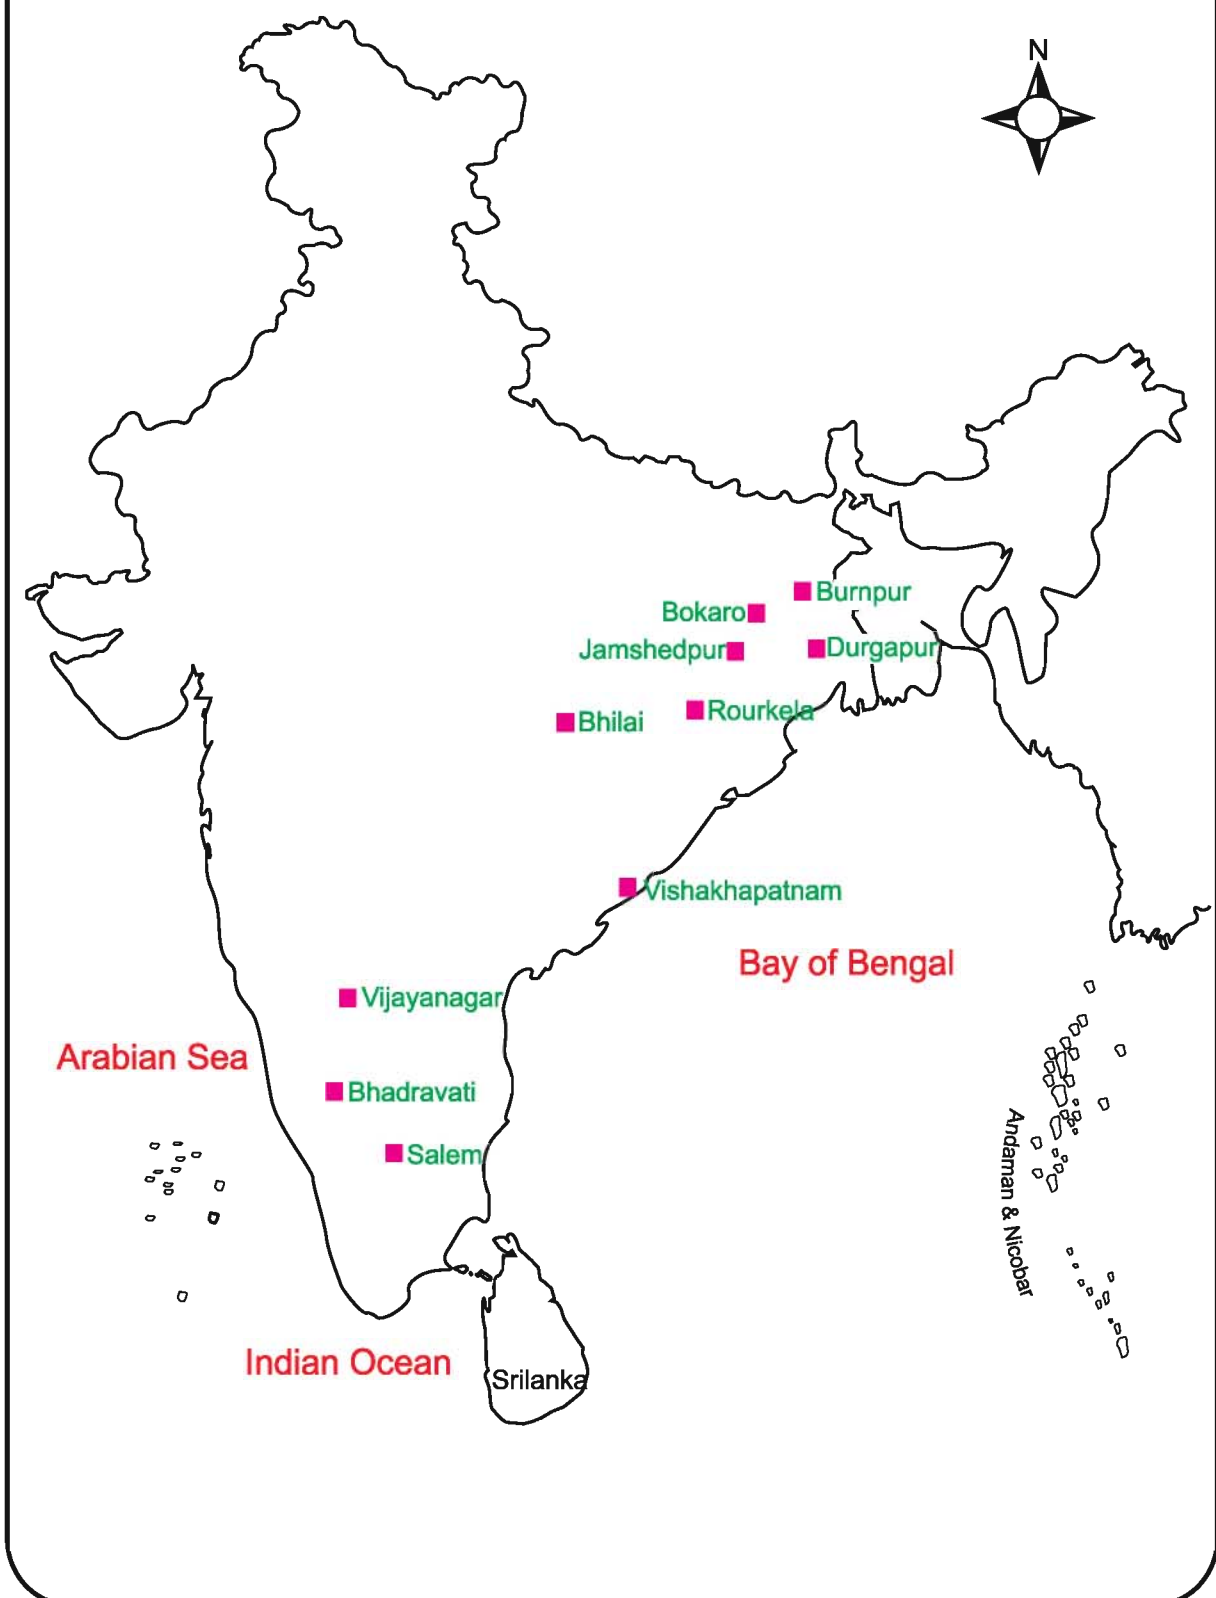 N
Burnpur
Bokaro
Jamshedpur
Durgapur
Rourkela
Bhilai
Vishakhapatnam
Bay of Bengal
Vijayanagar
Arabian Sea
Bhadravati
Salem
Andaman & Nicobar
Indian Ocean
Srilanka